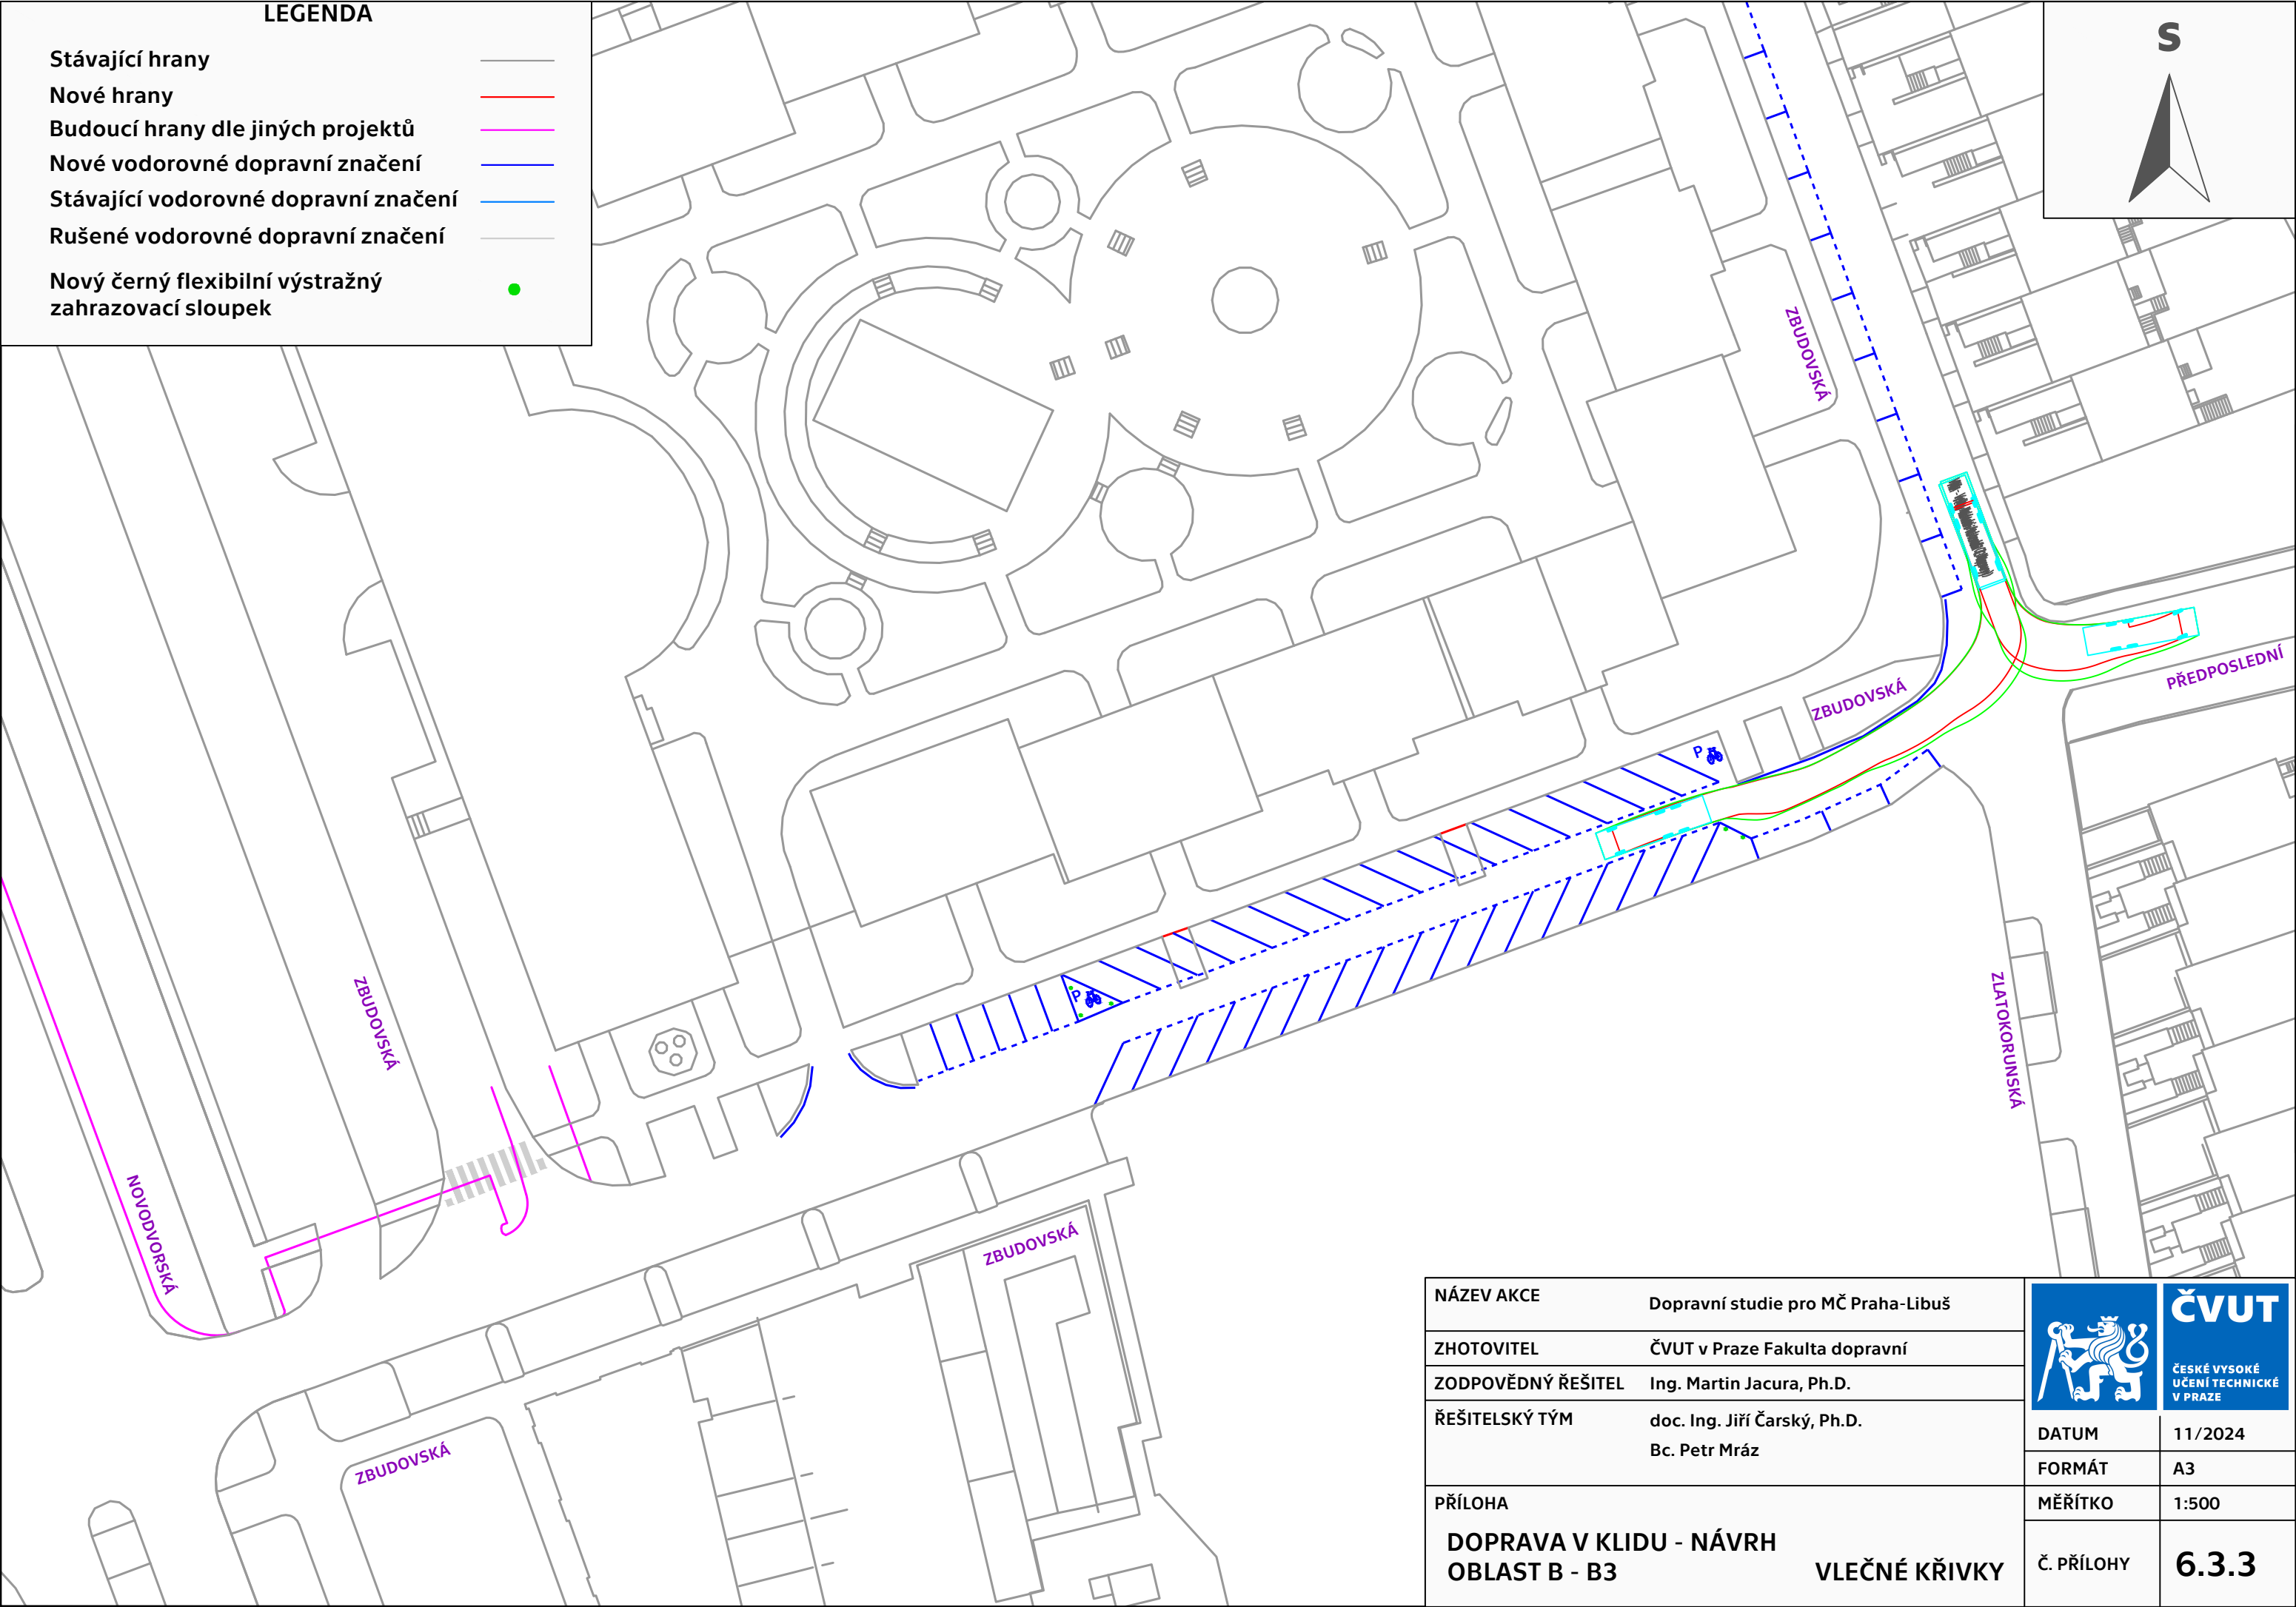 LEGENDA
Stávající hrany
Nové hrany
Budoucí hrany dle jiných projektů
Nové vodorovné dopravní značení
Stávající vodorovné dopravní značení
Rušené vodorovné dopravní značení
Nový černý flexibilní výstražný
zahrazovací sloupek
S
ZBUDOVSKÁ
PŘEDPOSLEDNÍ
ZBUDOVSKÁ
P
P
ZBUDOVSKÁ
ZLATOKORUNSKÁ
NOVODVORSKÁ
ZBUDOVSKÁ
ZBUDOVSKÁ
NÁZEV AKCE
Dopravní studie pro MČ Praha-Libuš
ZHOTOVITEL
ČVUT v Praze Fakulta dopravní
ZODPOVĚDNÝ ŘEŠITEL
Ing. Martin Jacura, Ph.D.
ŘEŠITELSKÝ TÝM
doc. Ing. Jiří Čarský, Ph.D.
Bc. Petr Mráz
PŘÍLOHA
DOPRAVA V KLIDU - NÁVRH
OBLAST B - B3
VLEČNÉ KŘIVKY
ČVUT
ČESKÉ VYSOKÉ
UČENÍ TECHNICKÉ
V PRAZE
DATUM
11/2024
FORMÁT
A3
MĚŘÍTKO
1:500
Č. PŘÍLOHY
6.3.3